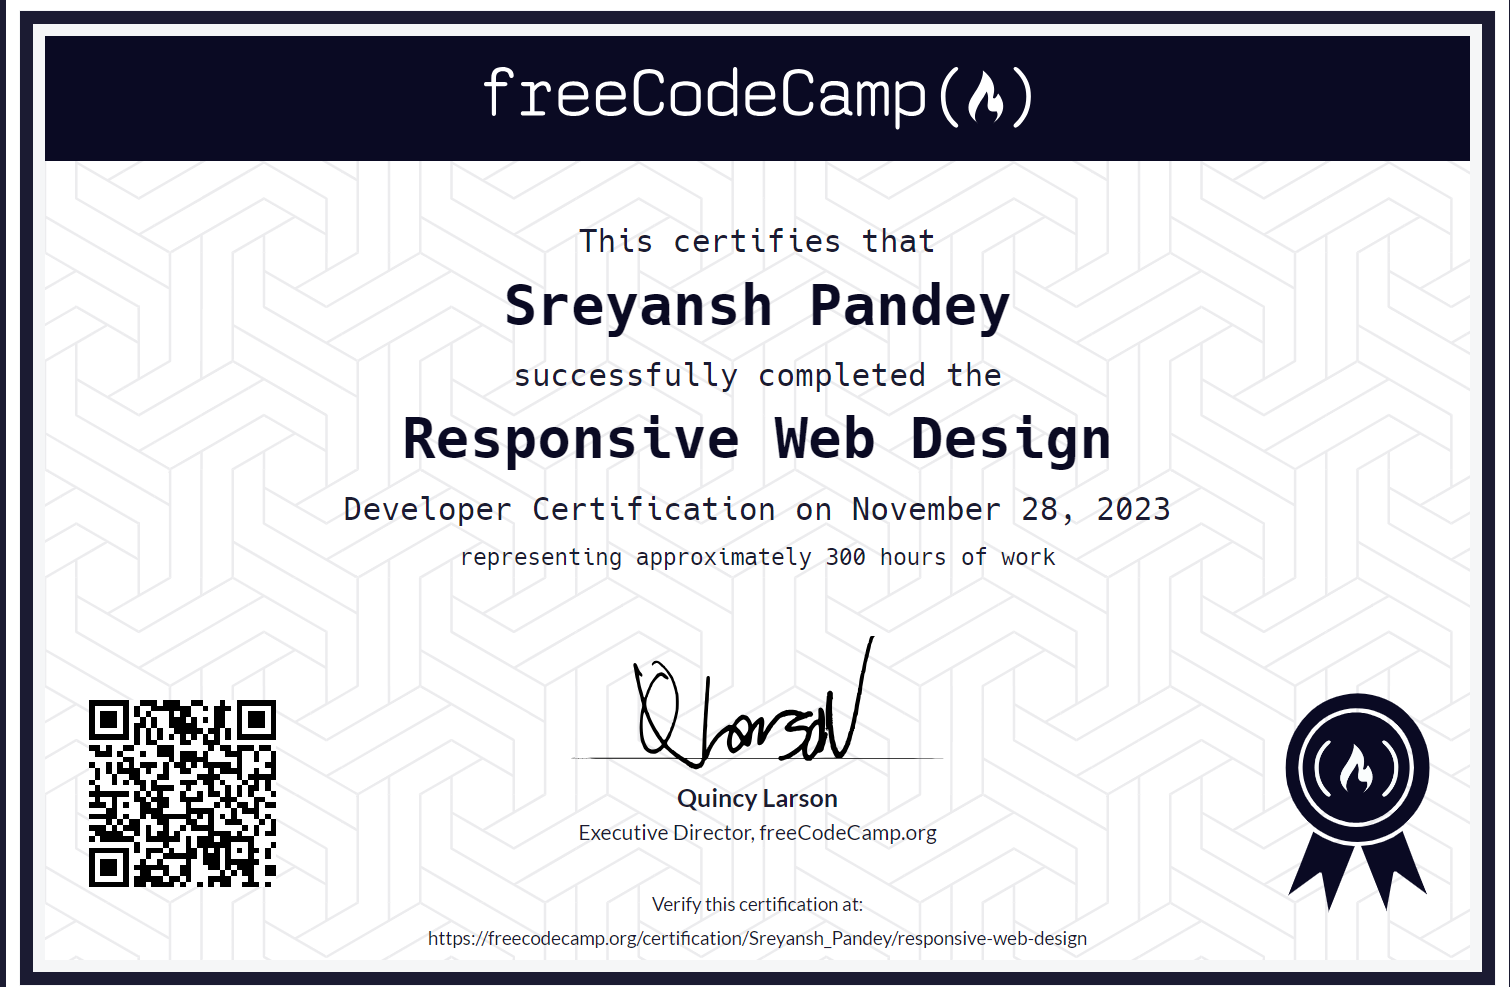 freeCodeCamp
This certifies that
Sreyansh Pandey
successfully completed the
Responsive Web Design
Developer Certification on November 28, 2023
representing approximately 300 hours of work
Quincy Larson
Executive Director, freeCodeCamp.org
Verify this certification at:
https://freecodecamp.org/certification/Sreyansh_Pandey/responsive-web-design